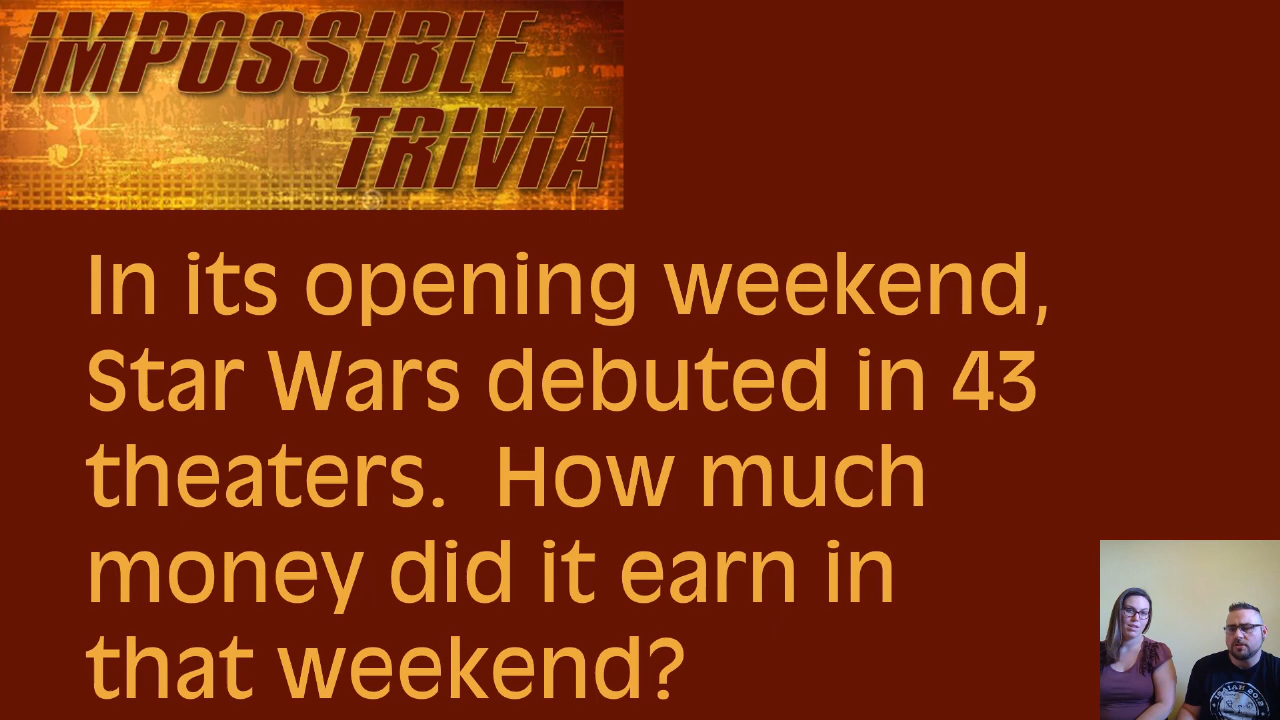 IMPOSSIBLE
TRIVIA
In its opening weekend,
Star Wars debuted in 43
theaters.  How much
money did it earn in
that weekend?